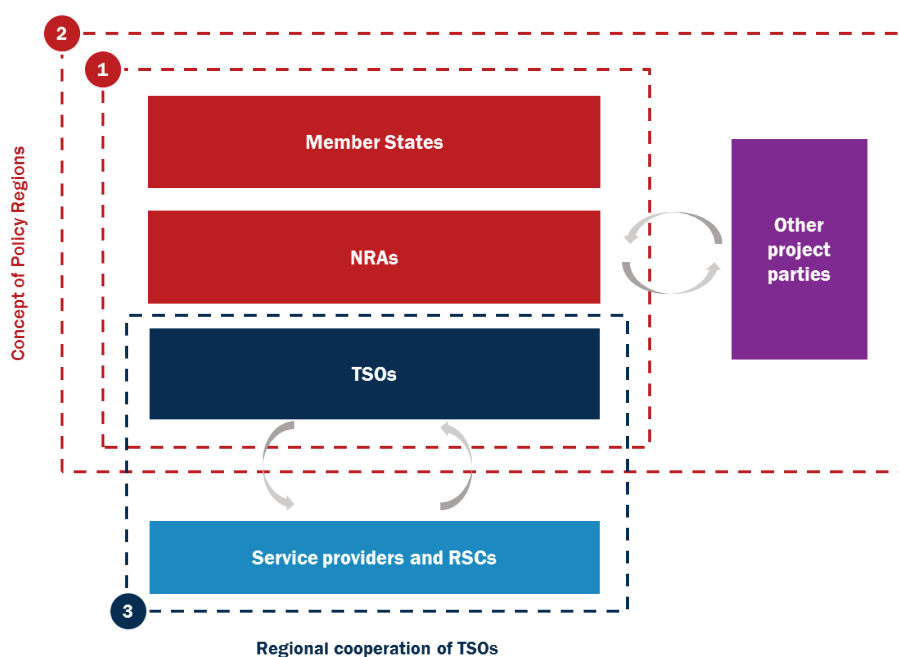 2
1
Concept of Policy Regions
Member States
NRAs
Other
project
parties
TSOs
Service providers and RSCs
3
Regional cooperation of TSOs